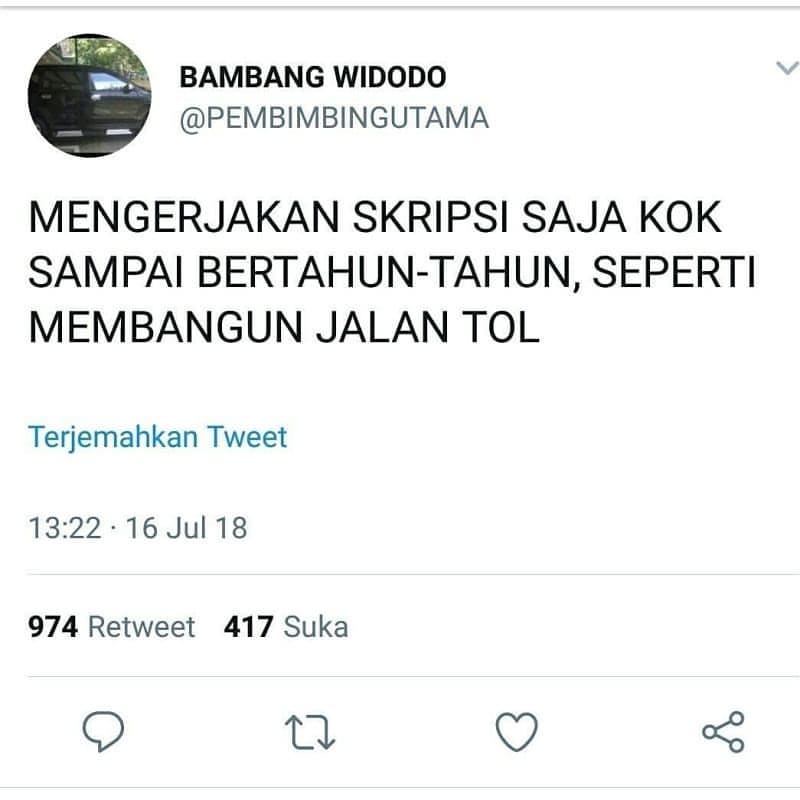 BAMBANG WIDODO
@PEMBIMBINGUTAMA
MENGERJAKAN SKRIPSI SAJA KOK
SAMPAI BERTAHUN-TAHUN, SEPERTI
MEMBANGUN JALAN TOL
Terjemahkan Tweet
13:22 · 16 Jul 18
974 Retweet 417 Suka